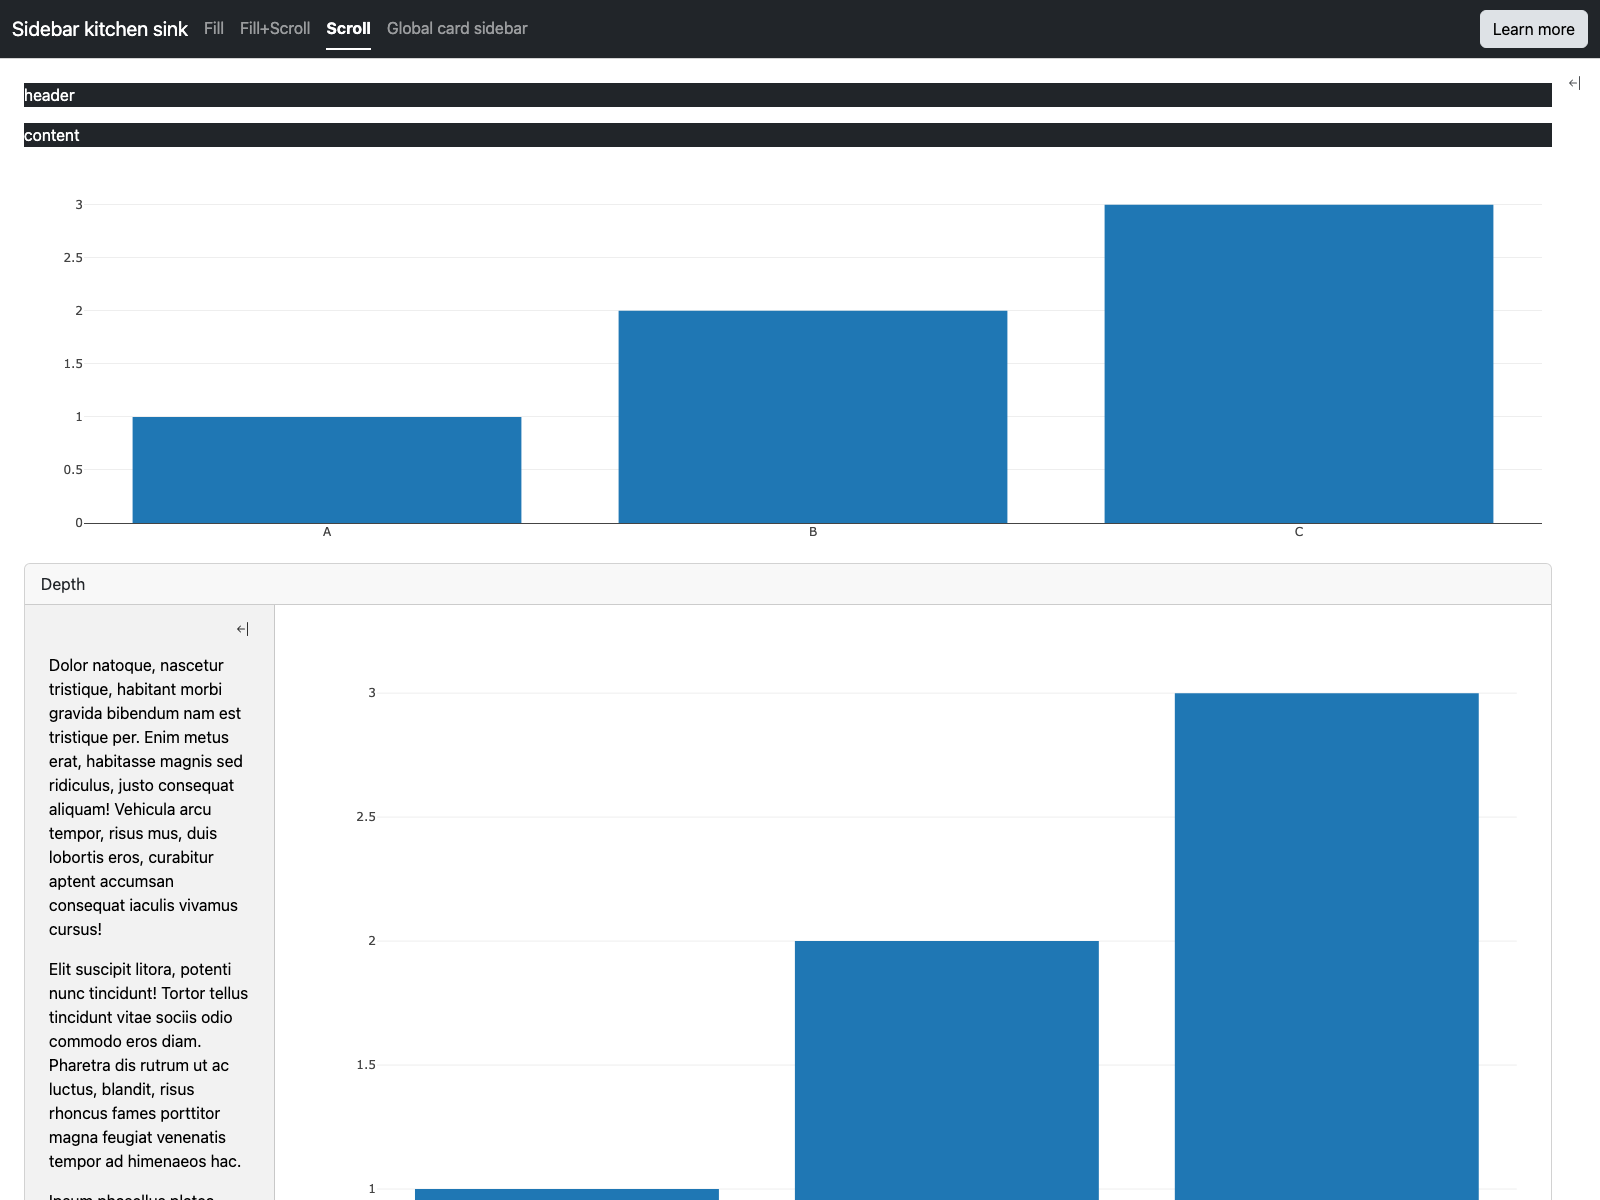 Sidebar kitchen sink Fill Fill+Scroll Scroll Global card sidebar Learn more
header
content
3
2.5
2
1.5
1
0.5
0
A B C
Depth
Dolor natoque, nascetur
tristique, habitant morbi
gravida bibendum nam est
tristique per. Enim metus
erat, habitasse magnis sed
ridiculus, justo consequat
aliquam! Vehicula arcu
tempor, risus mus, duis
lobortis eros, curabitur
aptent accumsan
consequat iaculis vivamus
cursus!
Elit suscipit litora, potenti
nunc tincidunt! Tortor tellus
tincidunt vitae sociis odio
commodo eros diam.
Pharetra dis rutrum ut ac
luctus, blandit, risus
rhoncus fames porttitor
magna feugiat venenatis
tempor ad himenaeos hac.
3
2.5
2
1.5
1